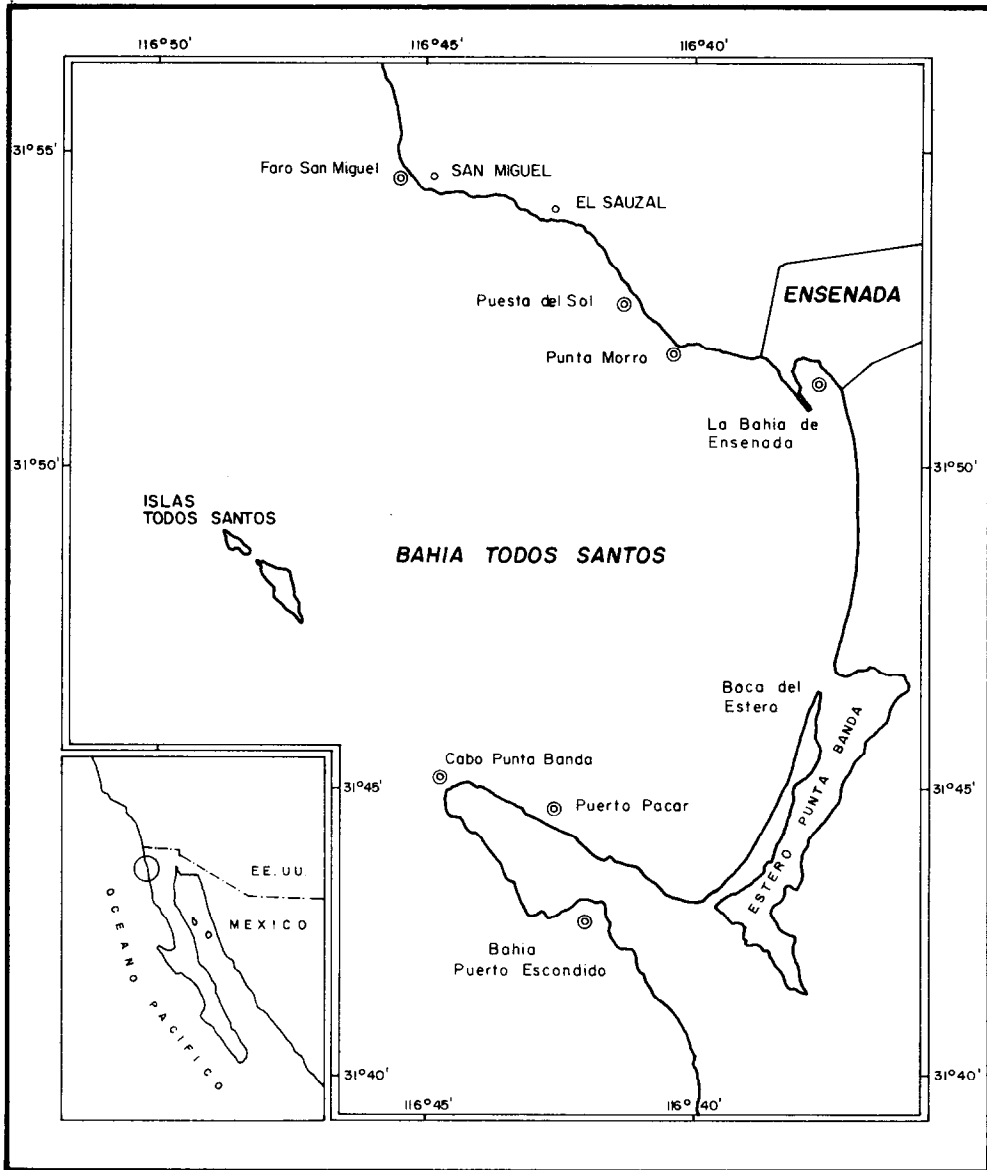 116°50'
116°45'
116°40'
31°55'
31°55'
Faro San Miguel
SAN MIGUEL
EL SAUZAL
Puesta del Sol
ENSENADA
Punta Morro
La Bahia de
Ensenada
31°50'
31°50'
ISLAS
TODOS SANTOS
BAHIA TODOS SANTOS
Boca del
Estero
ESTERO PUNTA BANDA
Cabo Punta Banda
31°45'
31°45'
Puerto Pacar
EE.UU.
MEXICO
OCEANO PACIFICO
Bahia
Puerto Escondido
31°40'
31°40'
116°45'
116°40'